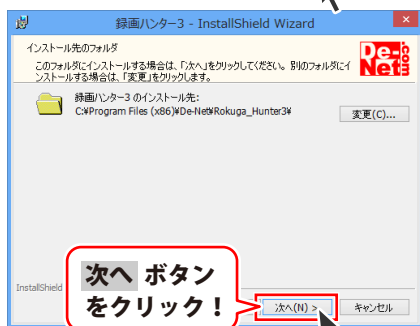 録画ハンター3 - InstallShield Wizard
インストール先のフォルダ
このフォルダにインストールする場合は、「次へ」をクリックしてください。別のフォルダにイ
ンストールする場合は、「変更」をクリックします。
De-
Net.com
録画ハンター3 のインストール先:
C:¥Program Files (x86)¥De-Net¥Rokuga_Hunter3¥
変更(C)...
InstallShield
次へ ボタン
をクリック！
次へ(N) >
キャンセル